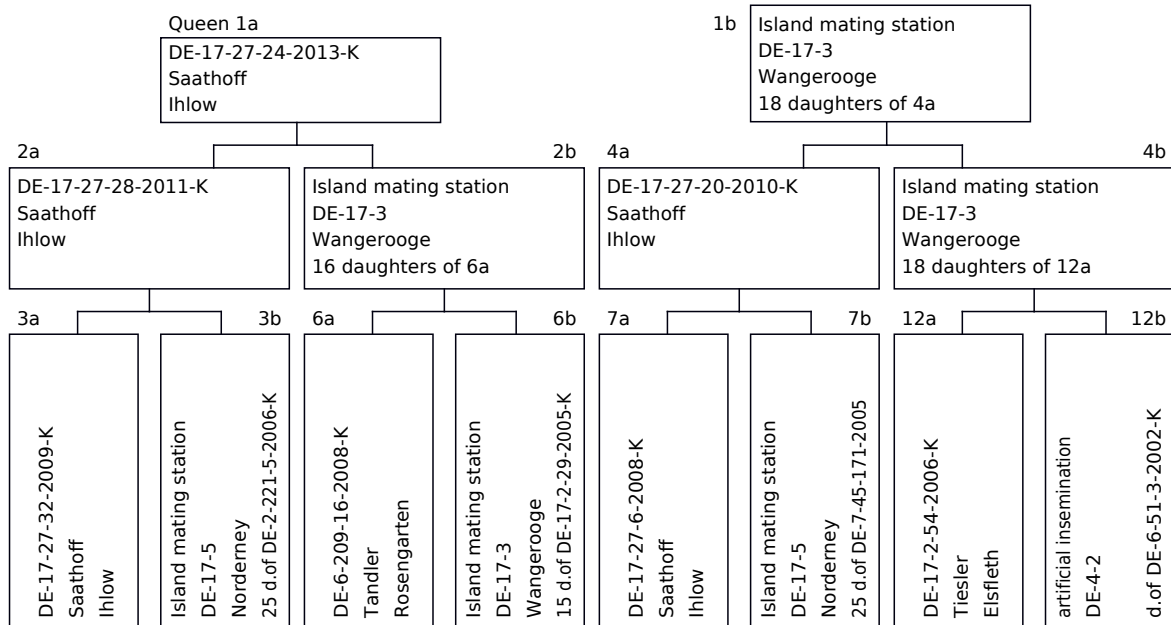 Queen 1a
DE-17-27-24-2013-K
Saathoff
Ihlow
1b
Island mating station
DE-17-3
Wangerooge
18 daughters of 4a
2a
DE-17-27-28-2011-K
Saathoff
Ihlow
2b
Island mating station
DE-17-3
Wangerooge
16 daughters of 6a
4a
DE-17-27-20-2010-K
Saathoff
Ihlow
4b
Island mating station
DE-17-3
Wangerooge
18 daughters of 12a
3a
DE-17-27-32-2009-K
Saathoff
Ihlow
3b
Island mating station
DE-17-5
Norderney
25 d.of DE-2-221-5-2006-K
6a
DE-6-209-16-2008-K
Tandler
Rosengarten
6b
Island mating station
DE-17-3
Wangerooge
15 d.of DE-17-2-29-2005-K
7a
DE-17-27-6-2008-K
Saathoff
Ihlow
7b
Island mating station
DE-17-5
Norderney
25 d.of DE-7-45-171-2005
12a
DE-17-2-54-2006-K
Tiesler
Elsfleth
12b
artificial insemination
DE-4-2
d.of DE-6-51-3-2002-K